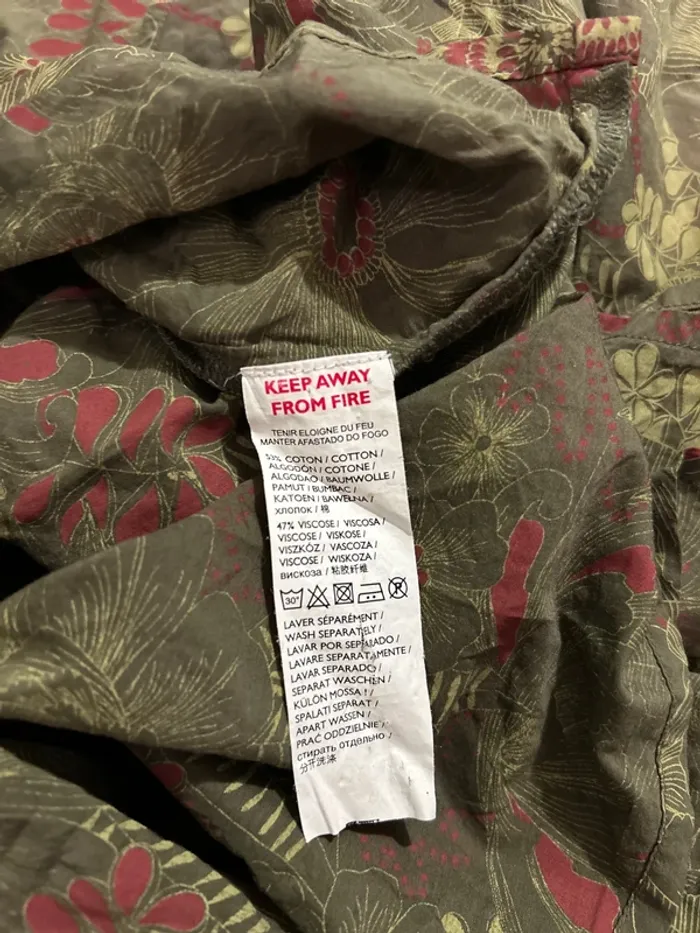 KEEP AWAY
FROM FIRE
TENIR ELOIGNE DU FEU
MANTER AFASTADO DO FOGO
53% COTON / COTTON /
ALGODÓN / COTONE /
ALGODAO / BAUMWOLLE /
PAMUT / BUMBAC /
KATOEN / BAWEŁNA /
хлопок / 棉
47% VISCOSE / VISCOSA /
VISCOSE / VISKOSE /
VISZKÓZ / VASCOZA /
VISCOSE / WISKOZA /
вискоза / 粘胶纤维
30°
P
LAVER SÉPARÉMENT /
WASH SEPARATELY /
LAVAR POR SEPARADO /
LAVARE SEPARATAMENTE /
LAVAR SEPARADO /
SEPARAT WASCHEN /
KÜLÖN MOSSA /
SPALATI SEPARAT /
APART WASSEN /
PRAĆ ODDZIELNIE /
стирать отдельно /
分开洗涤